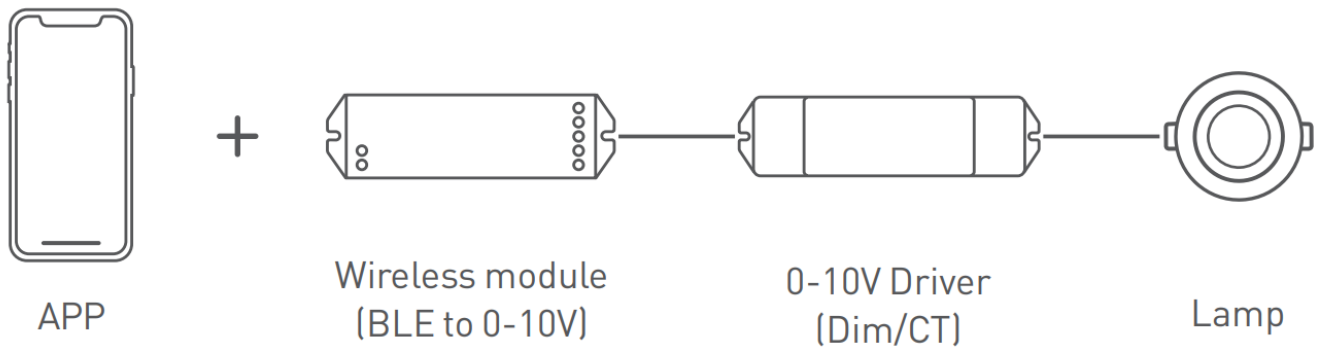 APP
Wireless module
(BLE to 0-10V)
0-10V Driver
(Dim/CT)
Lamp